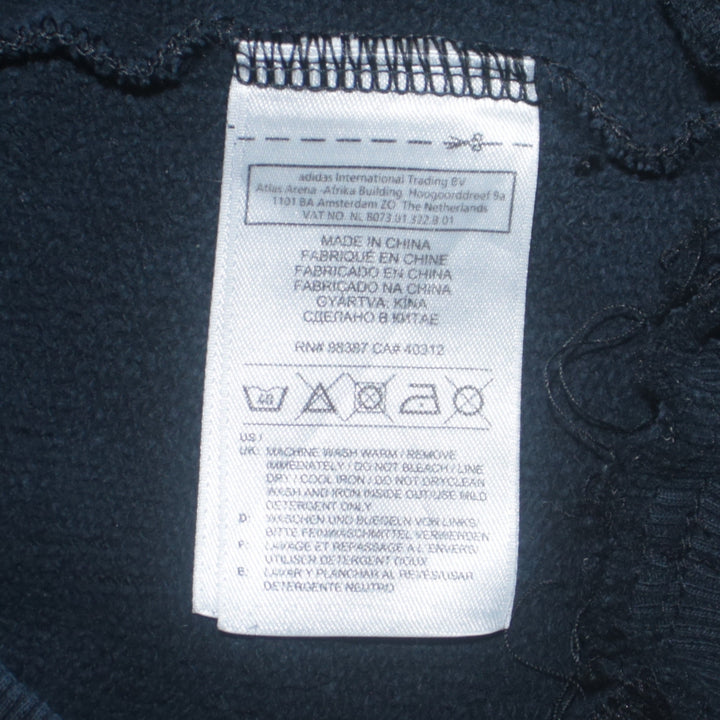 adidas International Trading BV
Atlas Arena -Afrika Building Hoogoorddreef 9a
1101 BA Amsterdam ZO The Netherlands
VAT NO. NL 8073.01.322.B.01
MADE IN CHINA
FABRIQUÉ EN CHINE
FABRICADO EN CHINA
FABRICADO NA CHINA
GYÁRTVA: KÍNA
СДЕЛАНО В КИТАЕ
RN# 88387 CA# 40312
40
US /
UK: MACHINE WASH WARM / REMOVE
IMMEDIATELY / DO NOT BLEACH / LINE
DRY / COOL IRON / DO NOT DRYCLEAN
WASH AND IRON INSIDE OUT/USE MILD
DETERGENT ONLY
D: WASCHEN UND BUEGELN VON LINKS/
BITTE FEINWASCHMITTEL VERWENDEN
F: LAVAGE ET REPASSAGE A L'ENVERS/
UTILISER DETERGENT DOUX
E: LAVAR Y PLANCHAR AL REVES/USAR
DETERGENTE NEUTRO